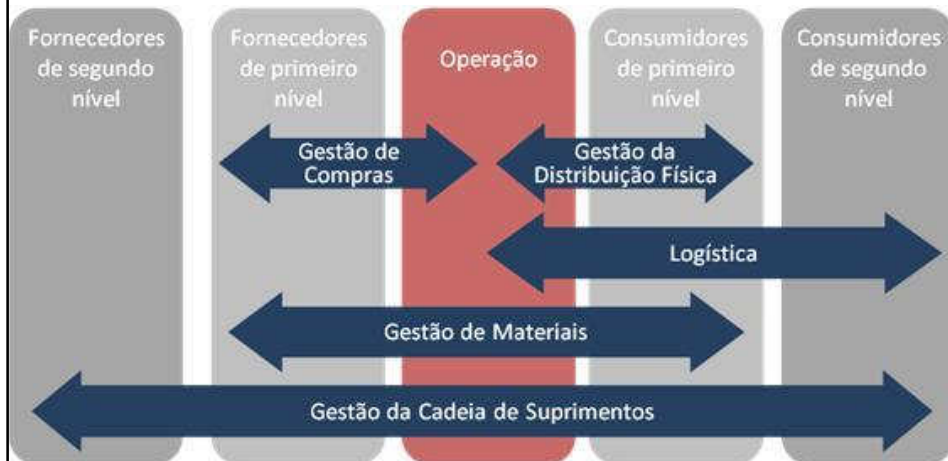 Fornecedores
de segundo
nível
Fornecedores
de primeiro
nível
Operação
Consumidores
de primeiro
nível
Consumidores
de segundo
nível
Gestão de
Compras
Gestão da
Distribuição Física
Logística
Gestão de Materiais
Gestão da Cadeia de Suprimentos